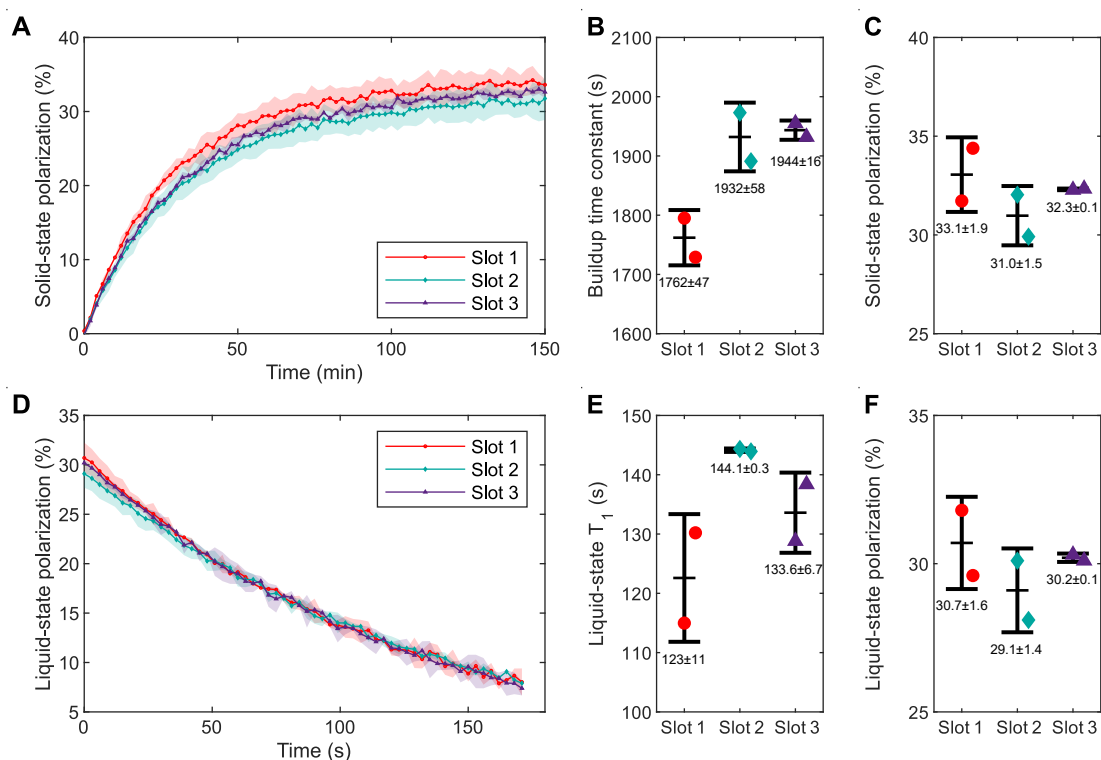 A
Solid-state polarization (%)
40
30
20
10
0
0
50
100
150
Time (min)
Slot 1
Slot 2
Slot 3
B
Buildup time constant (s)
2100
2000
1900
1800
1700
1600
1762±47
1932±58
1944±16
Slot 1 Slot 2 Slot 3
C
Solid-state polarization (%)
40
35
30
25
33.1±1.9
31.0±1.5
32.3±0.1
Slot 1 Slot 2 Slot 3
D
Liquid-state polarization (%)
35
30
25
20
15
10
5
0
50
100
150
Time (s)
Slot 1
Slot 2
Slot 3
E
Liquid-state T1 (s)
150
140
130
120
110
100
123±11
144.1±0.3
133.6±6.7
Slot 1 Slot 2 Slot 3
F
Liquid-state polarization (%)
35
30
25
30.7±1.6
29.1±1.4
30.2±0.1
Slot 1 Slot 2 Slot 3